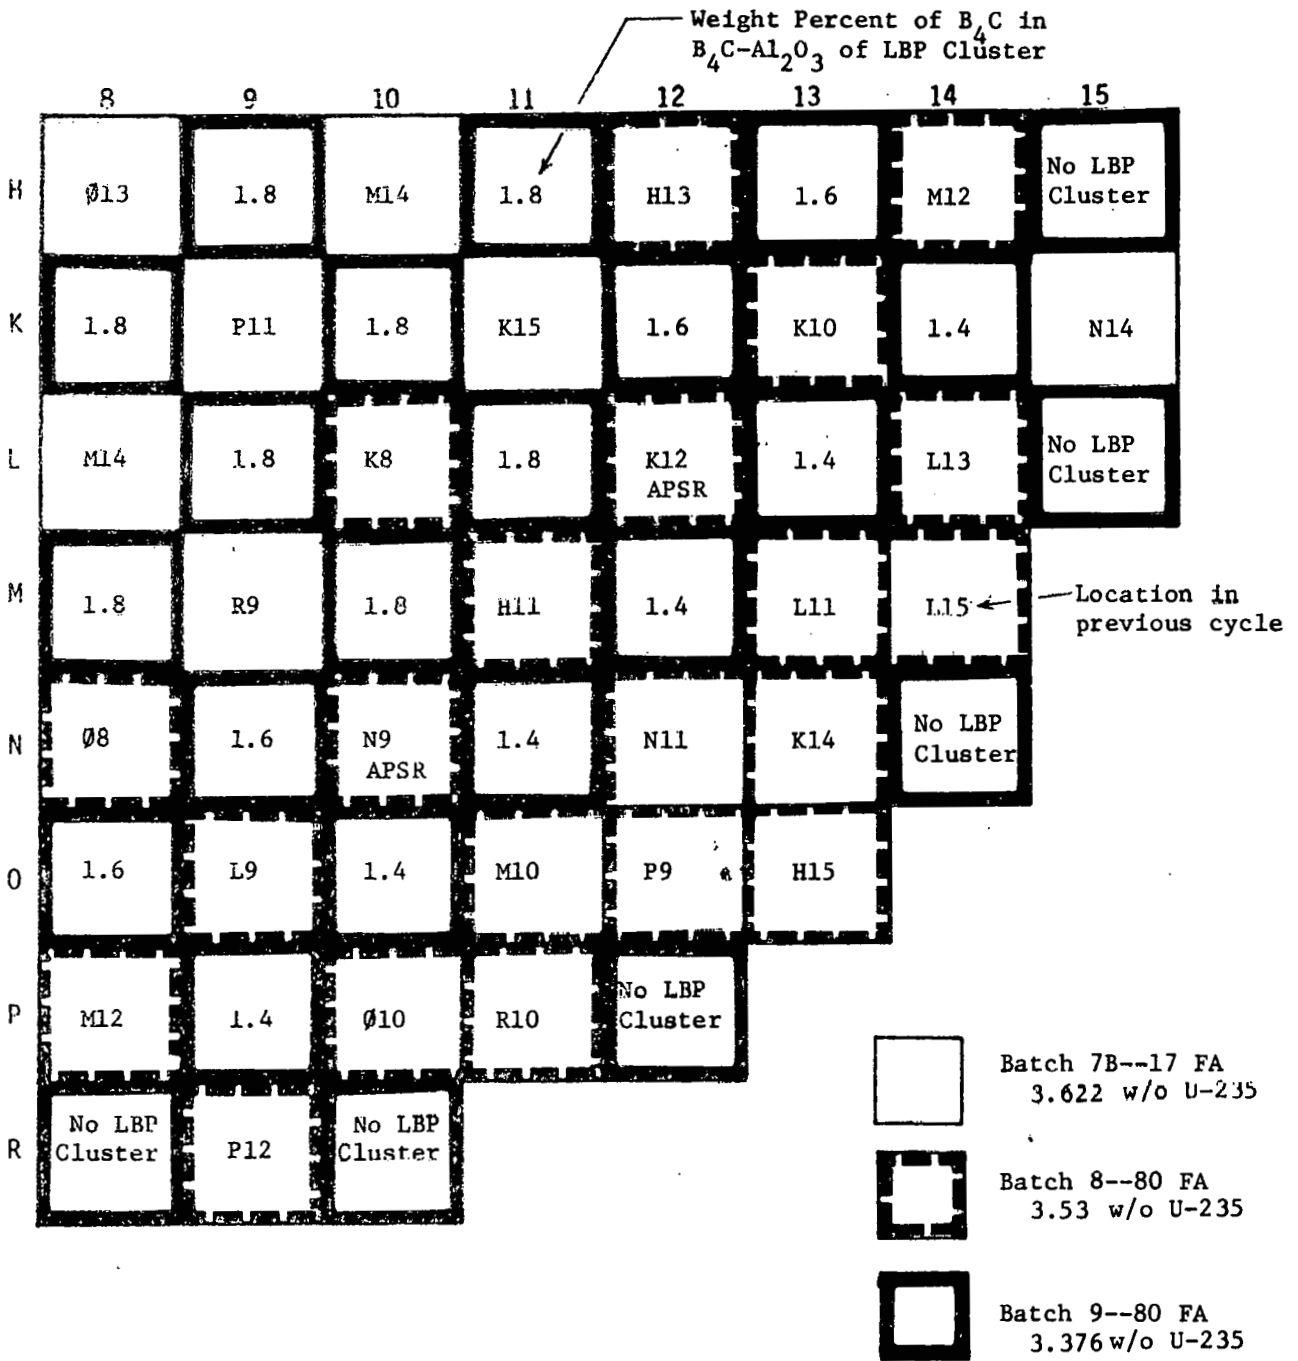 Weight Percent of B4C in
B4C-Al2O3 of LBP Cluster
8 9 10 11 12 13 14 15
H Ø13 1.8 M14 1.8 H13 1.6 M12 No LBP
Cluster
K 1.8 P11 1.8 K15 1.6 K10 1.4 N14
L M14 1.8 K8 1.8 K12 1.4 L13 No LBP
APSR Cluster
M 1.8 R9 1.8 H11 1.4 L11 L15 Location in
previous cycle
N Ø8 1.6 N9 1.4 N11 K14 No LBP
APSR Cluster
O 1.6 L9 1.4 M10 P9 H15
P M12 1.4 Ø10 R10 No LBP
Cluster
R No LBP P12 No LBP
Cluster Cluster
Batch 7B--17 FA
3.622 w/o U-235
Batch 8--80 FA
3.53 w/o U-235
Batch 9--80 FA
3.376 w/o U-235